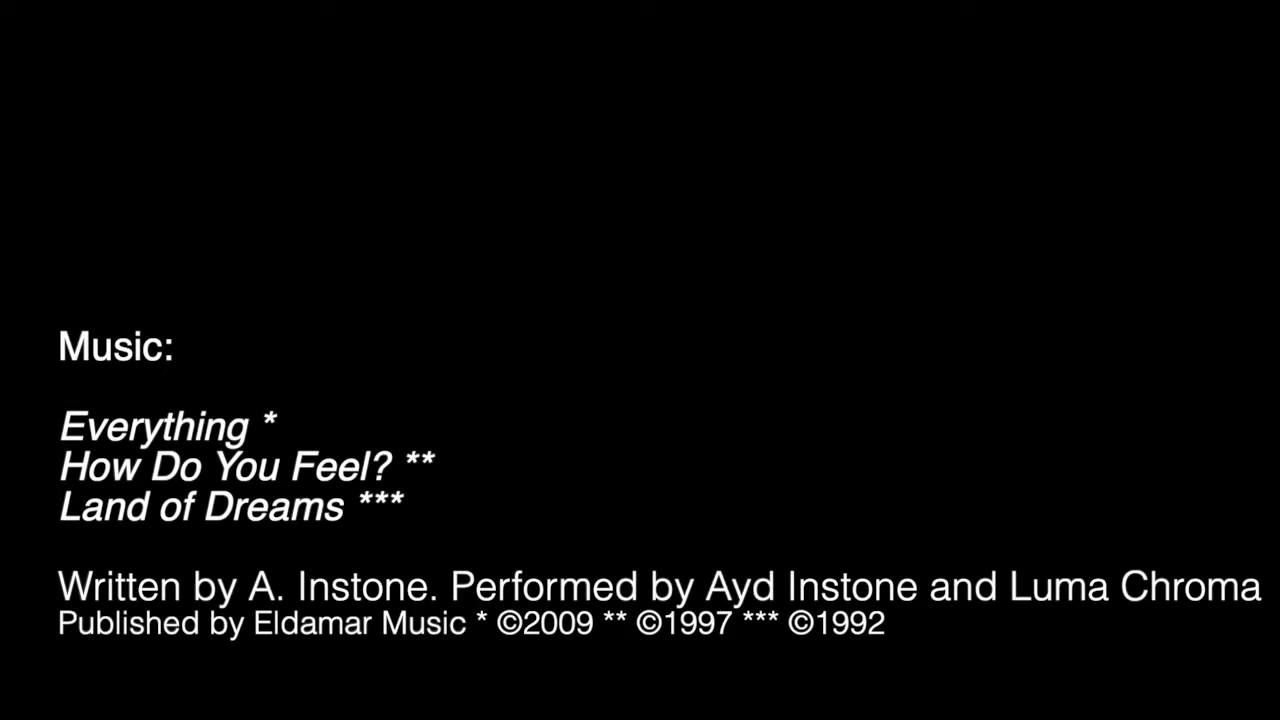 Music:
Everything *
How Do You Feel? **
Land of Dreams ***
Written by A. Instone. Performed by Ayd Instone and Luma Chroma
Published by Eldamar Music * ©2009 ** ©1997 *** ©1992